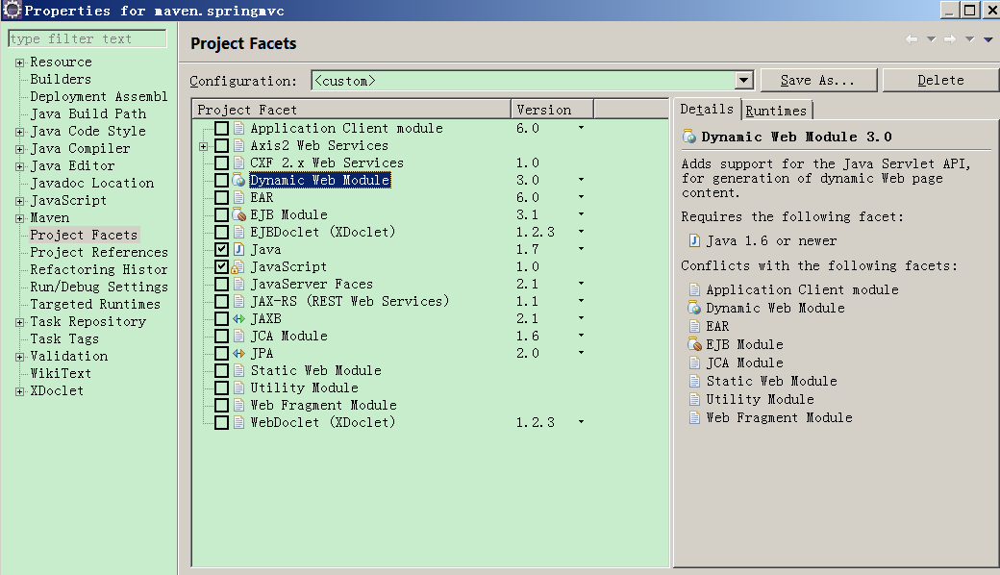 Properties for maven.springmvc
type filter text
Resource
Builders
Deployment Assembl
Java Build Path
Java Code Style
Java Compiler
Java Editor
Javadoc Location
JavaScript
Maven
Project Facets
Project References
Refactoring Histor
Run/Debug Settings
Targeted Runtimes
Task Repository
Task Tags
Validation
WikiText
XDoclet
Project Facets
Configuration: <custom> Save As... Delete
Project Facet Version
Application Client module 6.0
Axis2 Web Services
CXF 2.x Web Services 1.0
Dynamic Web Module 3.0
EAR 6.0
EJB Module 3.1
EJBDoclet (XDoclet) 1.2.3
Java 1.7
JavaScript 1.0
JavaServer Faces 2.1
JAX-RS (REST Web Services) 1.1
JAXB 2.1
JCA Module 1.6
JPA 2.0
Static Web Module
Utility Module
Web Fragment Module
WebDoclet (XDoclet) 1.2.3
Details Runtimes
Dynamic Web Module 3.0
Adds support for the Java Servlet API,
for generation of dynamic Web page
content.
Requires the following facet:
Java 1.6 or newer
Conflicts with the following facets:
Application Client module
Dynamic Web Module
EAR
EJB Module
JCA Module
Static Web Module
Utility Module
Web Fragment Module